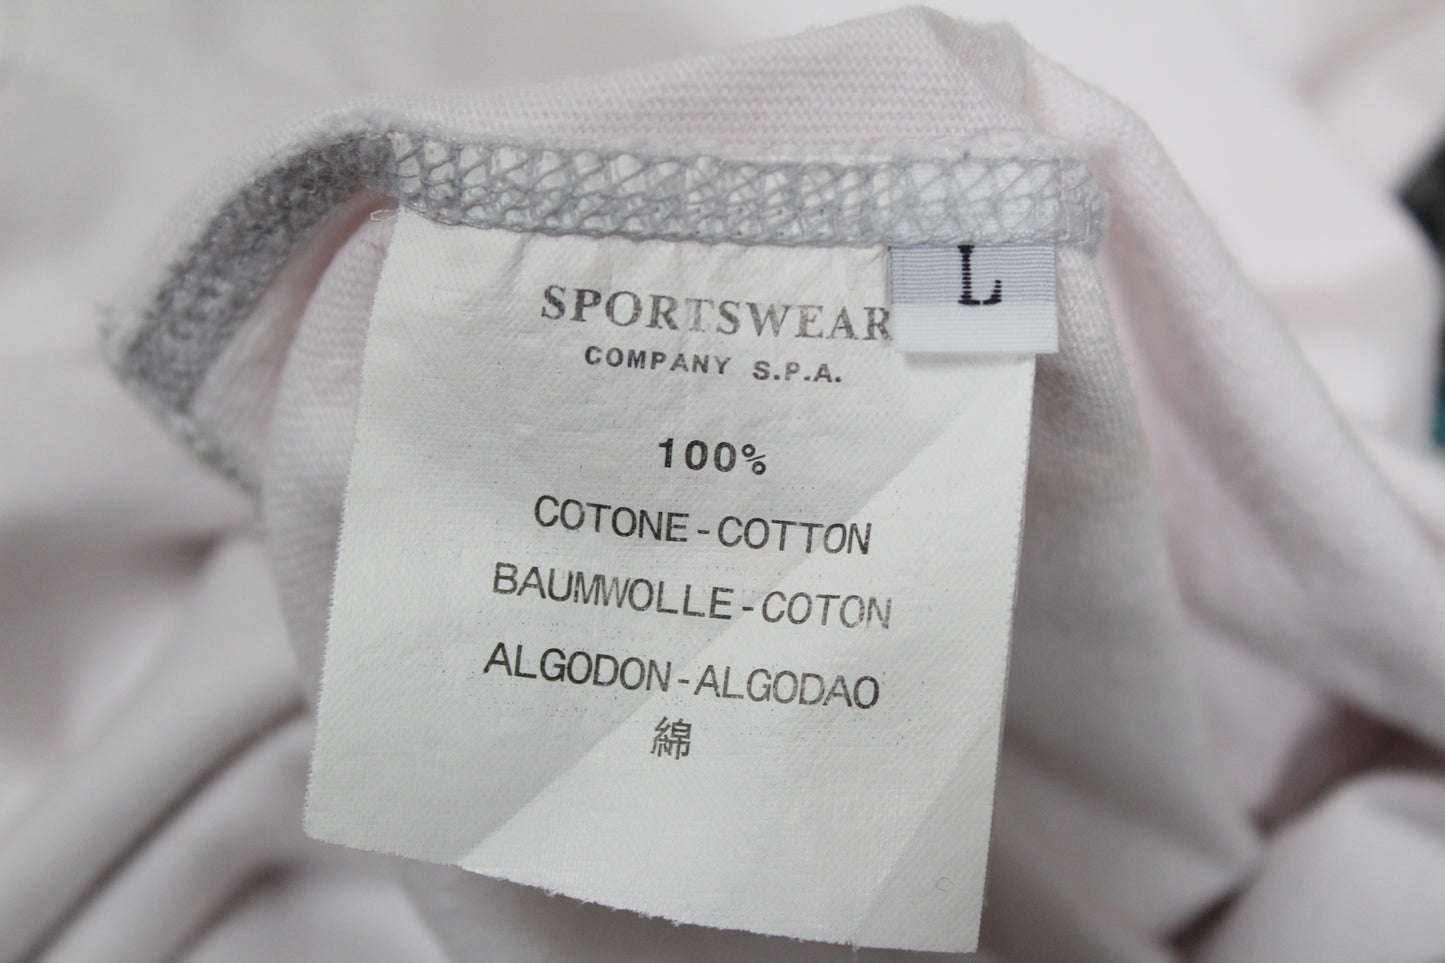 SPORTSWEAR
L
COMPANY S.P.A.
100%
COTONE-COTTON
BAUMWOLLE-COTON
ALGODON-ALGODAO
綿